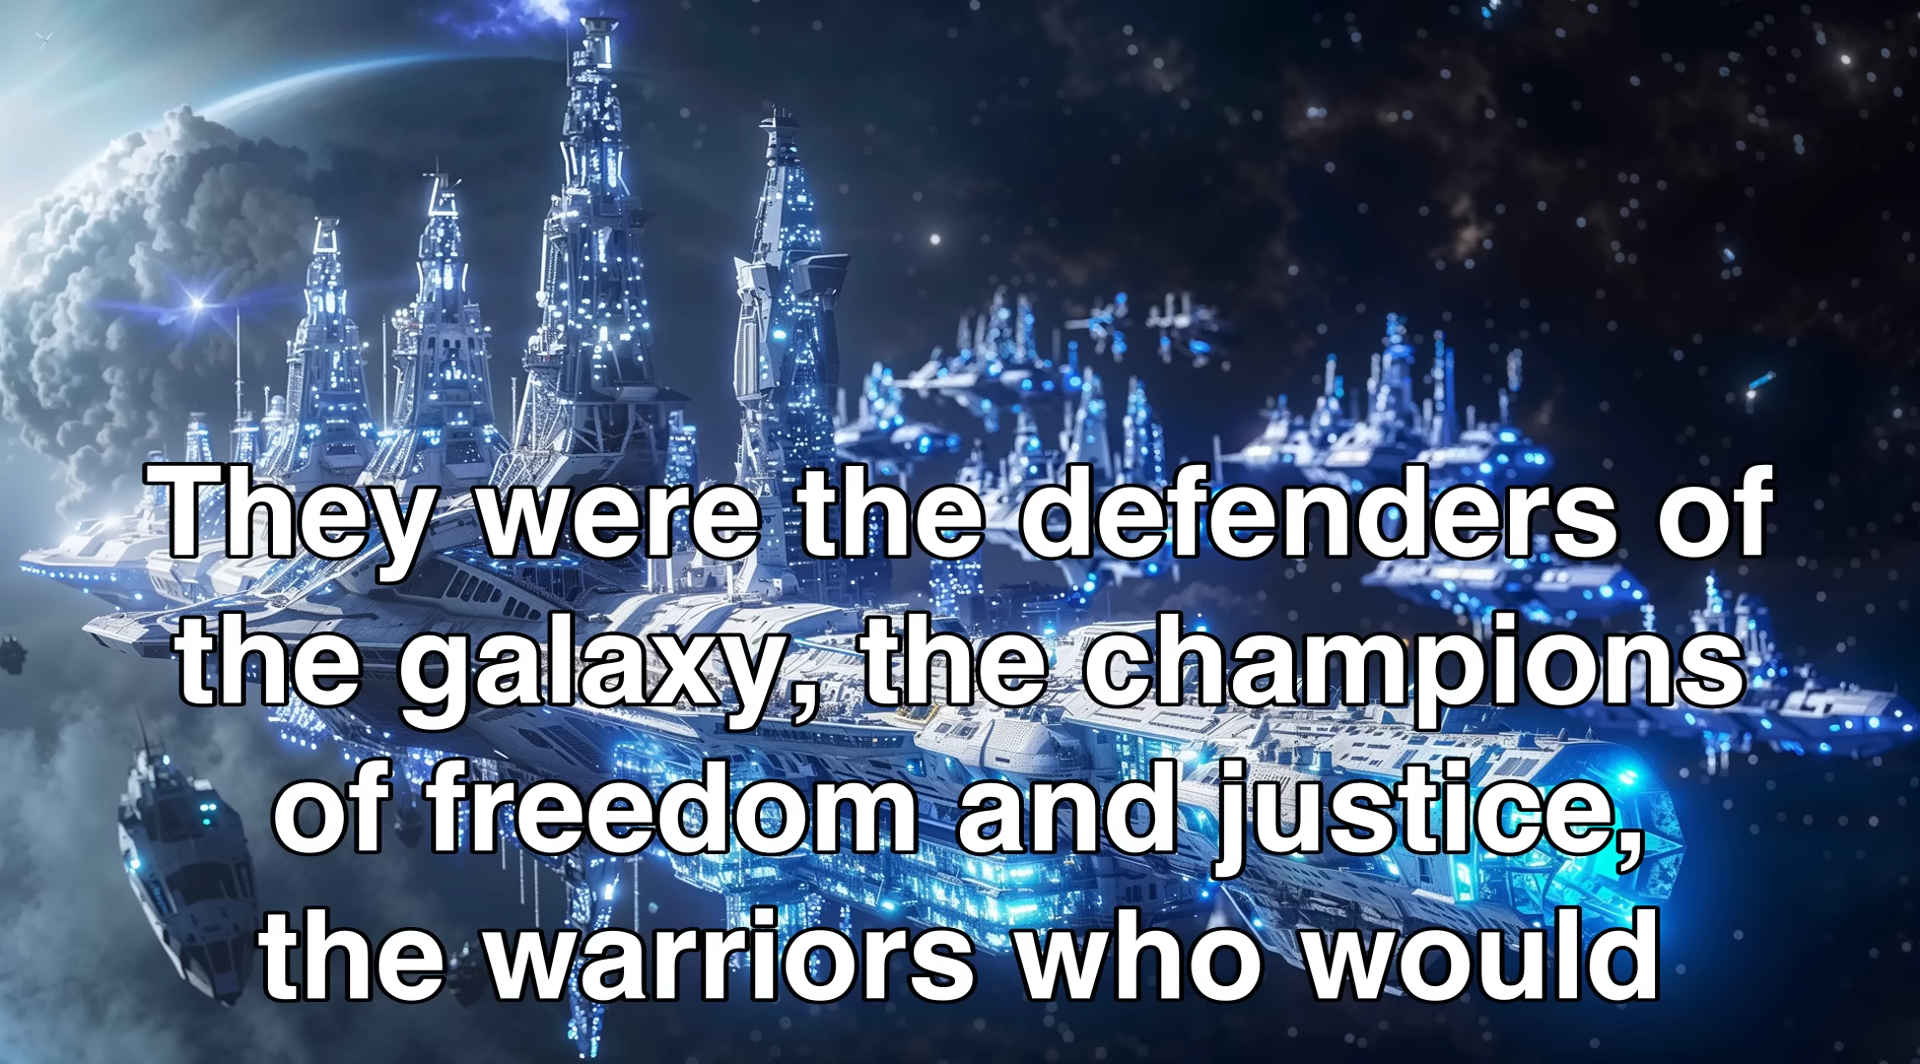 They were the defenders of
the galaxy, the champions
of freedom and justice,
the warriors who would